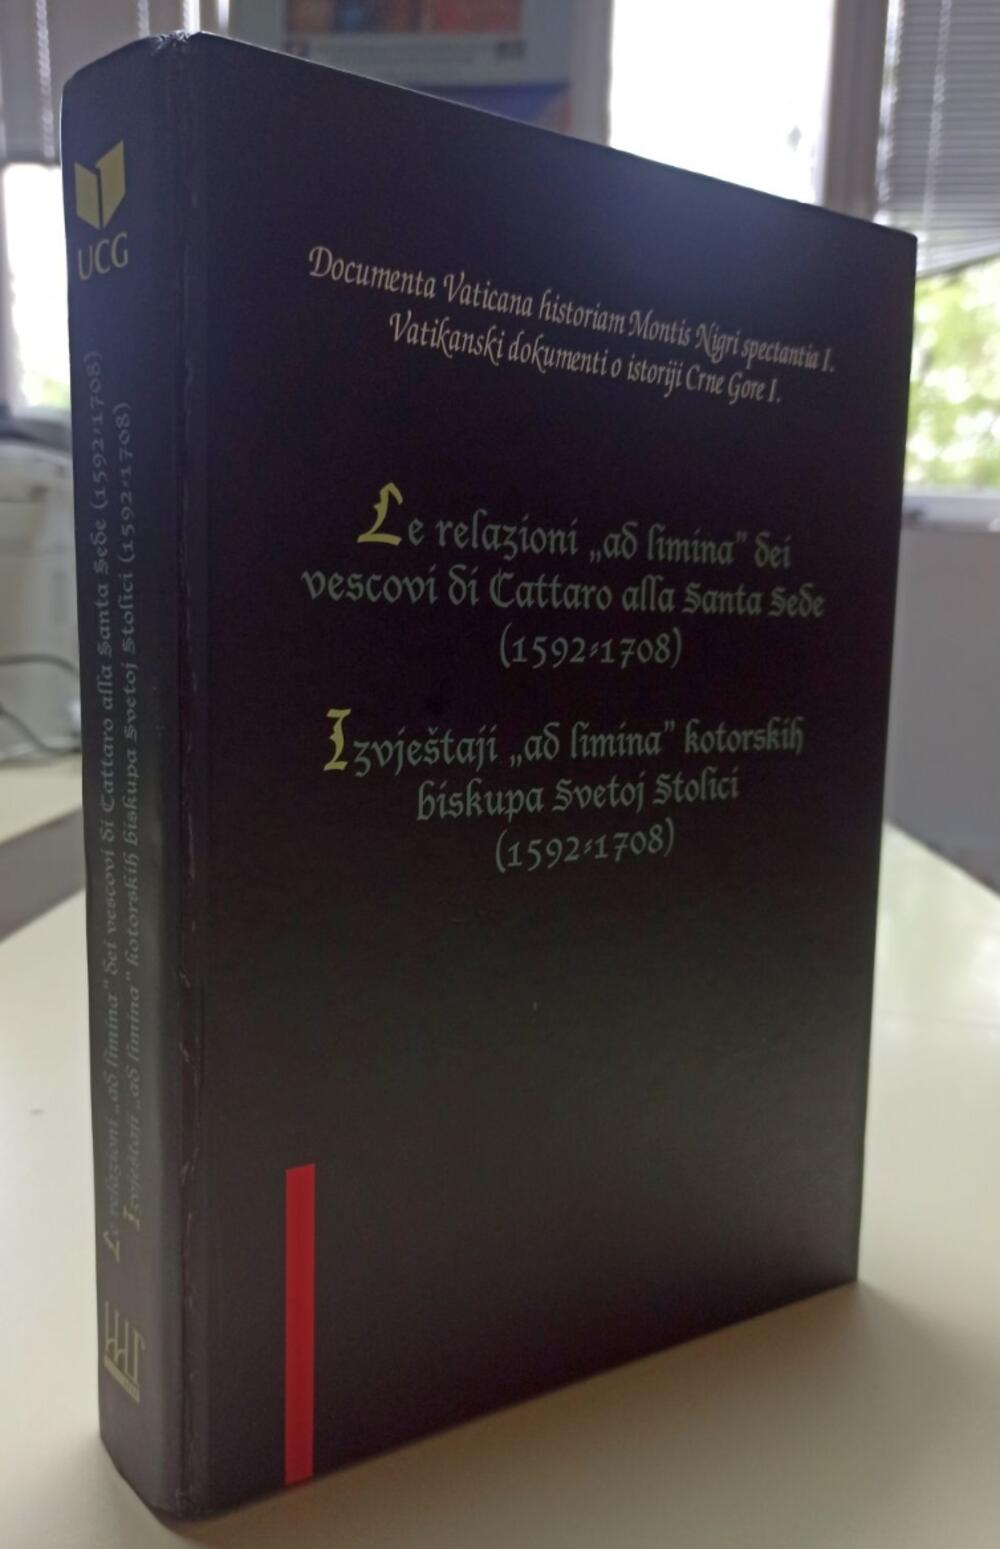 UCG
Le relazioni „ad limina” dei vescovi di Cattaro alla Santa Sede (1592-1708)
Izvještaji „ad limina” kotorskih biskupa Svetoj Stolici (1592-1708)
Documenta Vaticana historiam Montis Nigri spectantia I.
Vatikanski dokumenti o istoriji Crne Gore I.
Le relazioni „ad limina” dei
vescovi di Cattaro alla Santa Sede
(1592-1708)
Izvještaji „ad limina” kotorskih
biskupa Svetoj Stolici
(1592-1708)